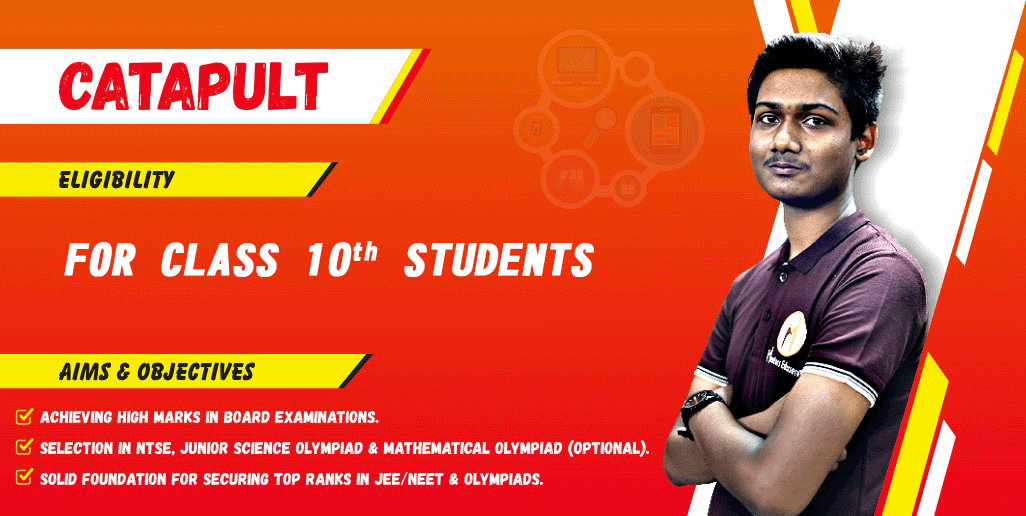 CATAPULT
ELIGIBILITY
FOR CLASS 10th STUDENTS
AIMS & OBJECTIVES
ACHIEVING HIGH MARKS IN BOARD EXAMINATIONS.
SELECTION IN NTSE, JUNIOR SCIENCE OLYMPIAD & MATHEMATICAL OLYMPIAD (OPTIONAL).
SOLID FOUNDATION FOR SECURING TOP RANKS IN JEE/NEET & OLYMPIADS.